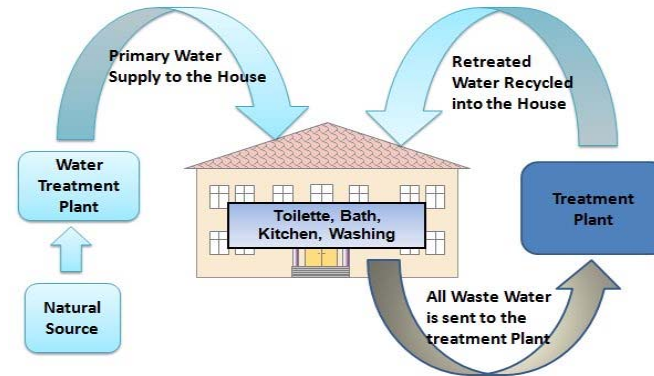 Primary Water
Supply to the House
Retreated
Water Recycled
into the House
Water
Treatment
Plant
Toilette, Bath,
Kitchen, Washing
Treatment
Plant
Natural
Source
All Waste Water
is sent to the
treatment Plant